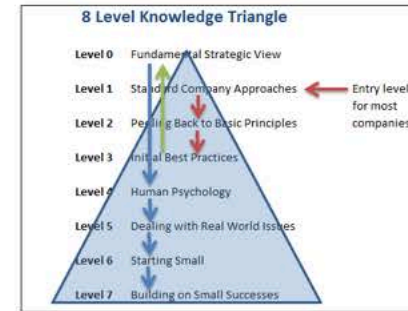 8 Level Knowledge Triangle
Level 0 Fundamental Strategic View
Level 1 Standard Company Approaches Entry level
for most
Level 2 Peeling Back to Basic Principles companies
Level 3 Initial Best Practices
Level 4 Human Psychology
Level 5 Dealing with Real World Issues
Level 6 Starting Small
Level 7 Building on Small Successes